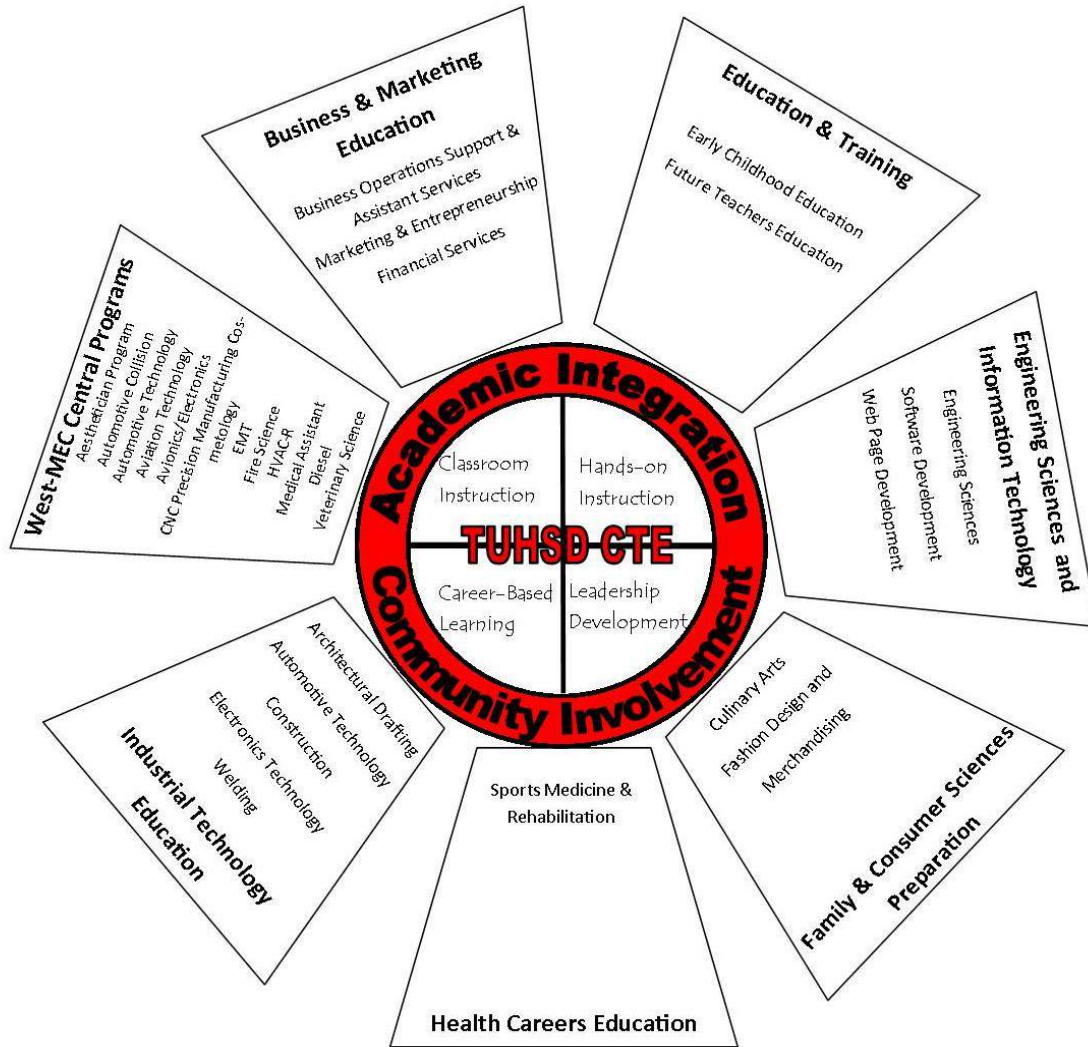 Business & Marketing
Education
Business Operations Support &
Assistant Services
Marketing & Entrepreneurship
Financial Services
Education & Training
Early Childhood Education
Future Teachers Education
Engineering Sciences and
Information Technology
Engineering Sciences
Software Development
Web Page Development
Culinary Arts
Fashion Design and
Merchandising
Family & Consumer Sciences
Preparation
Sports Medicine &
Rehabilitation
Health Careers Education
Architectural Drafting
Automotive Technology
Construction
Electronics Technology
Welding
Industrial Technology
Education
West-MEC Central Programs
Aesthetician Program
Automotive Collision
Automotive Technology
Aviation Technology
Avionics/Electronics
CNC Precision Manufacturing Cos-
metology
EMT
Fire Science
HVAC-R
Medical Assistant
Diesel
Veterinary Science
Academic Integration
Classroom
Instruction
Hands-on
Instruction
TUHSD CTE
Career-Based
Learning
Leadership
Development
Community Involvement